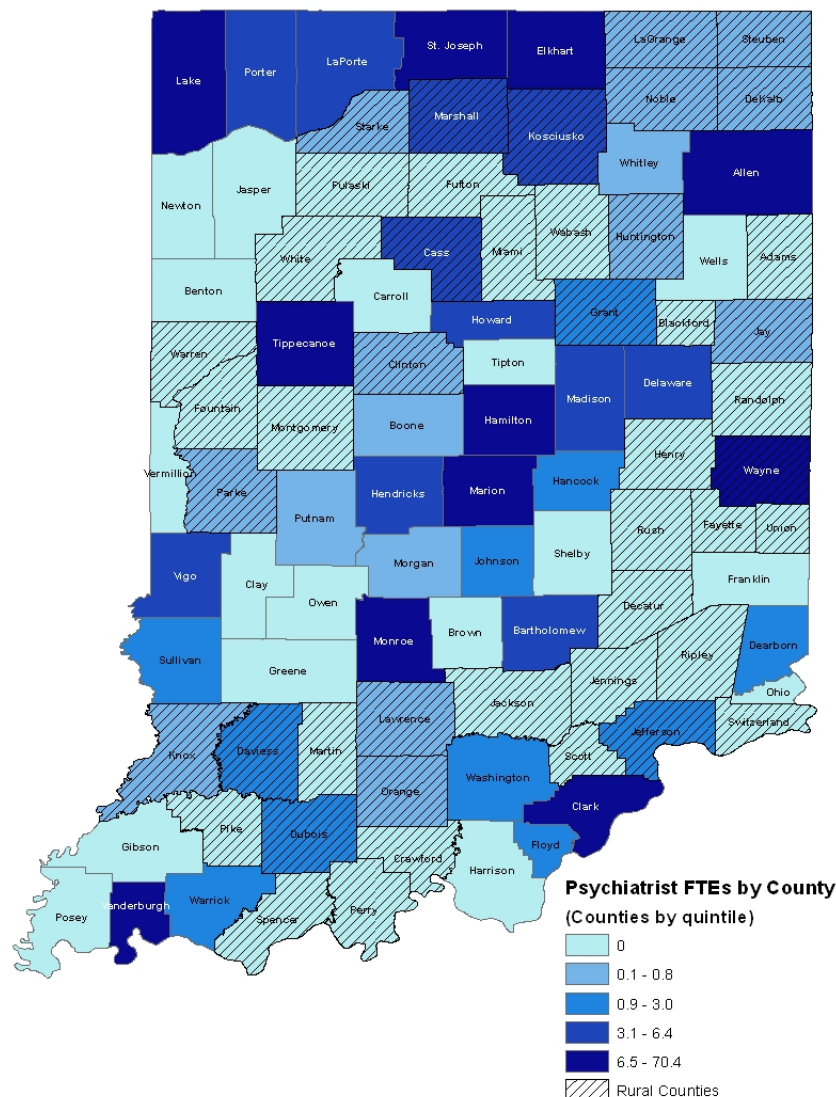 LaGrange
Steuben
St. Joseph
Elkhart
LaPorte
Porter
Lake
Noble
DeKalb
Marshall
Starke
Kosciusko
Whitley
Allen
Pulaski
Fulton
Jasper
Newton
Wabash
Huntington
Miami
Cass
White
Wells
Adams
Benton
Carroll
Howard
Grant
Blackford
Jay
Tippecanoe
Warren
Clinton
Tipton
Delaware
Madison
Randolph
Fountain
Montgomery
Boone
Hamilton
Henry
Vermillion
Wayne
Parke
Hendricks
Marion
Hancock
Putnam
Rush
Fayette
Union
Shelby
Morgan
Johnson
Vigo
Clay
Franklin
Owen
Decatur
Monroe
Brown
Bartholomew
Dearborn
Ripley
Sullivan
Greene
Jennings
Ohio
Jackson
Switzerland
Lawrence
Jefferson
Knox
Daviess
Martin
Scott
Washington
Orange
Clark
Pike
Dubois
Floyd
Gibson
Crawford
Harrison
Warrick
Vanderburgh
Posey
Spencer
Perry
Psychiatrist FTEs by County
(Counties by quintile)
0
0.1 - 0.8
0.9 - 3.0
3.1 - 6.4
6.5 - 70.4
Rural Counties